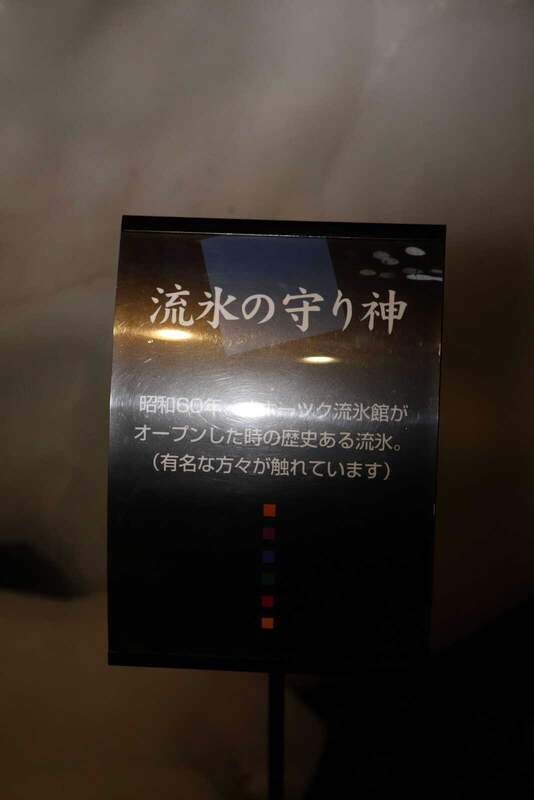 流氷の守り神
昭和60年 ホーツク流氷館が
オープンした時の歴史ある流氷。
(有名な方々が触れています)